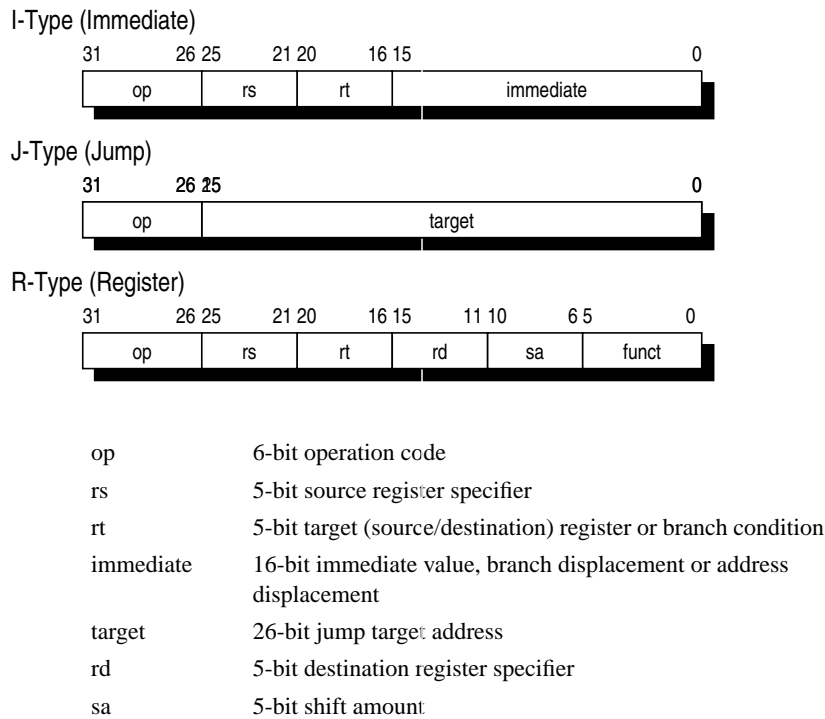 I-Type (Immediate)
31 26 25 21 20 16 15 0
op rs rt immediate
J-Type (Jump)
31 26 25 0
op target
R-Type (Register)
31 26 25 21 20 16 15 11 10 6 5 0
op rs rt rd sa funct
op 6-bit operation code
rs 5-bit source register specifier
rt 5-bit target (source/destination) register or branch condition
immediate 16-bit immediate value, branch displacement or address
displacement
target 26-bit jump target address
rd 5-bit destination register specifier
sa 5-bit shift amount